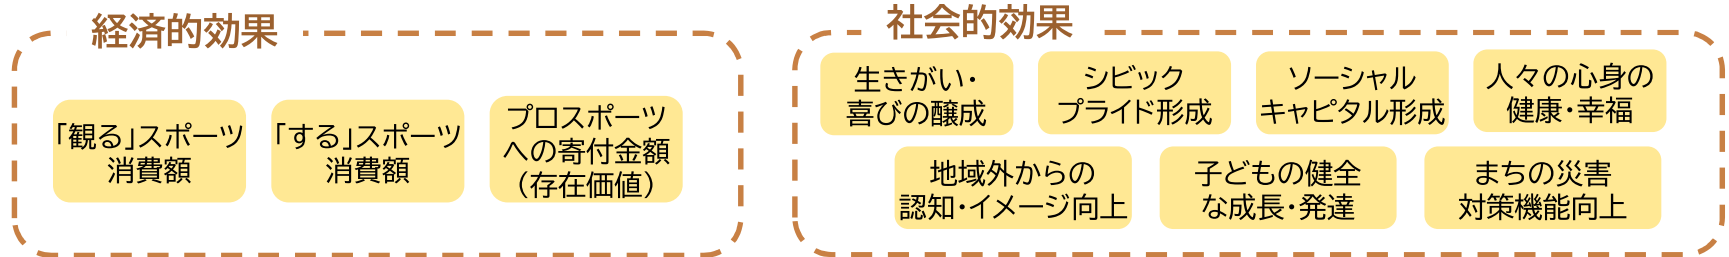 経済的効果
「観る」スポーツ
消費額
「する」スポーツ
消費額
プロスポーツ
への寄付金額
（存在価値）
社会的効果
生きがい・
喜びの醸成
シビック
プライド形成
ソーシャル
キャピタル形成
人々の心身の
健康・幸福
地域外からの
認知・イメージ向上
子どもの健全
な成長・発達
まちの災害
対策機能向上